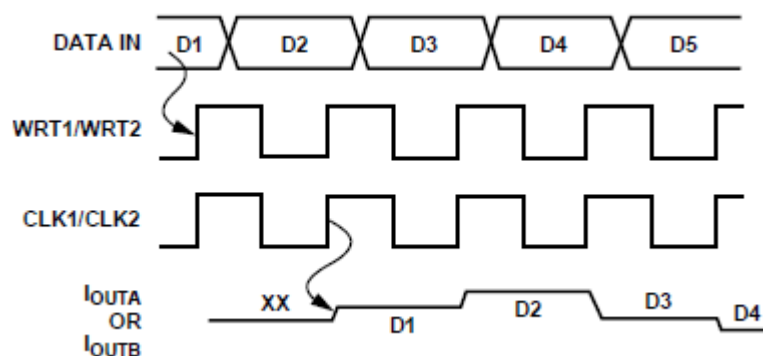 DATA IN D1 D2 D3 D4 D5
WRT1/WRT2
CLK1/CLK2
IOUTA
OR
IOUTB
XX D1 D2 D3 D4